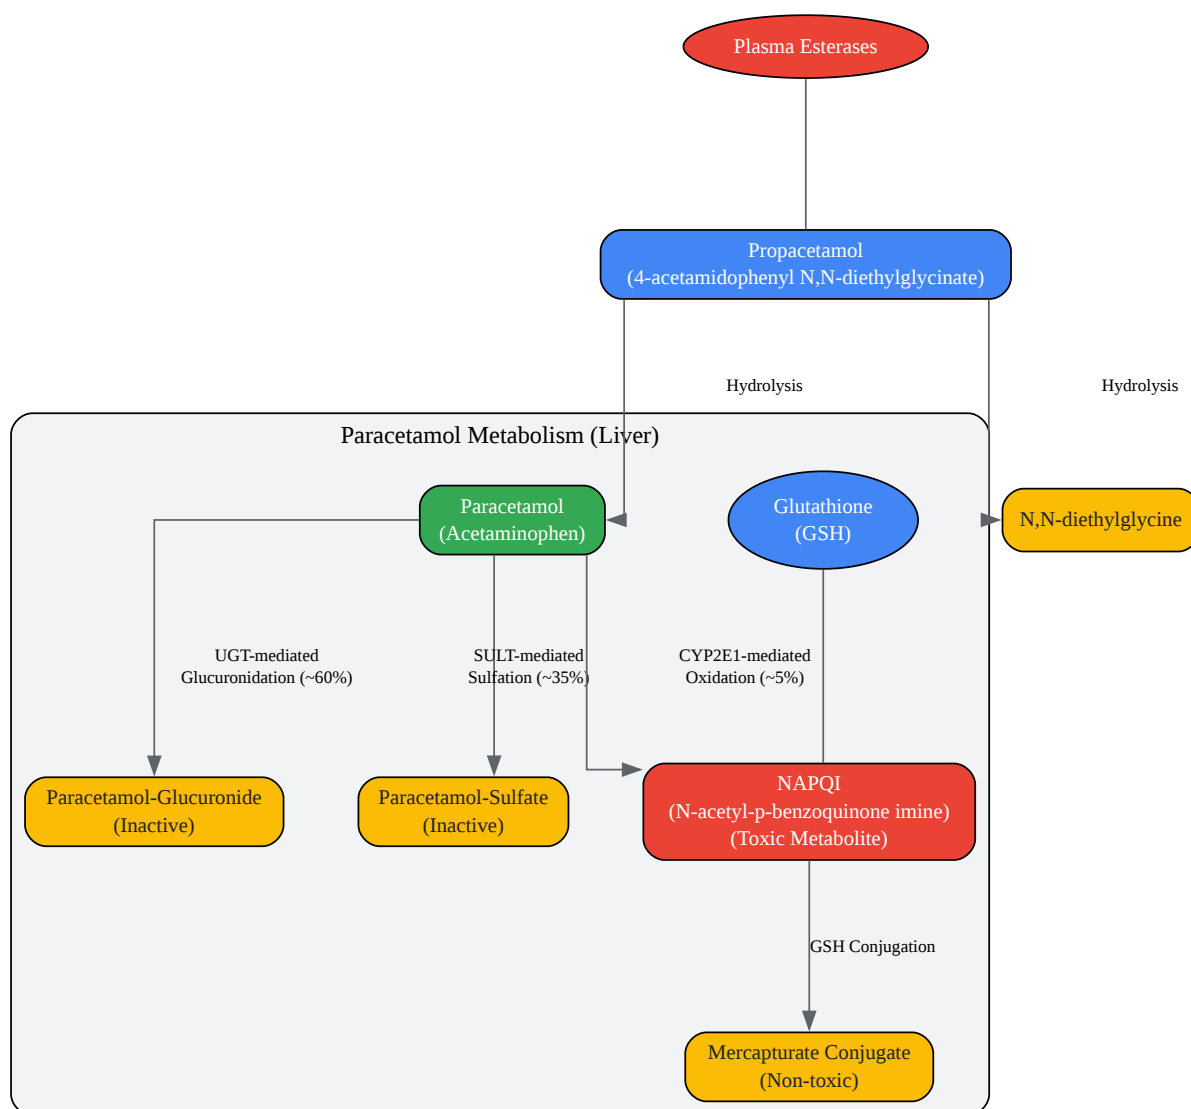 Plasma Esterases
Propacetamol
(4-acetamidophenyl N,N-diethylglycinate)
Hydrolysis
Hydrolysis
Paracetamol Metabolism (Liver)
Paracetamol
(Acetaminophen)
Glutathione
(GSH)
N,N-diethylglycine
UGT-mediated
Glucuronidation (~60%)
SULT-mediated
Sulfation (~35%)
CYP2E1-mediated
Oxidation (~5%)
Paracetamol-Glucuronide
(Inactive)
Paracetamol-Sulfate
(Inactive)
NAPQI
(N-acetyl-p-benzoquinone imine)
(Toxic Metabolite)
GSH Conjugation
Mercapturate Conjugate
(Non-toxic)